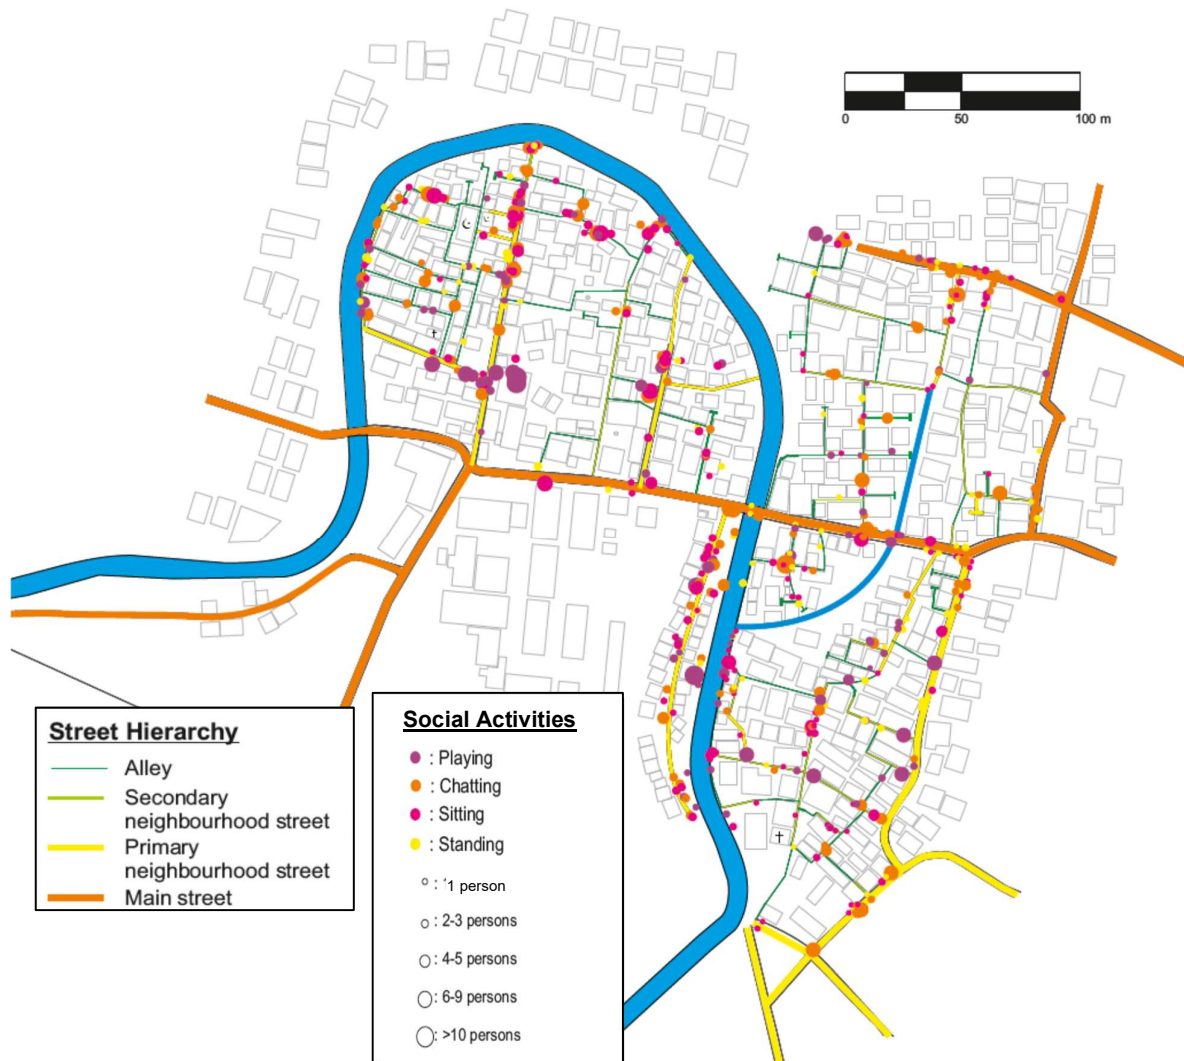 0 50 100 m
Street Hierarchy
Alley
Secondary
neighbourhood street
Primary
neighbourhood street
Main street
Social Activities
: Playing
: Chatting
: Sitting
: Standing
: 1 person
: 2-3 persons
: 4-5 persons
: 6-9 persons
: >10 persons